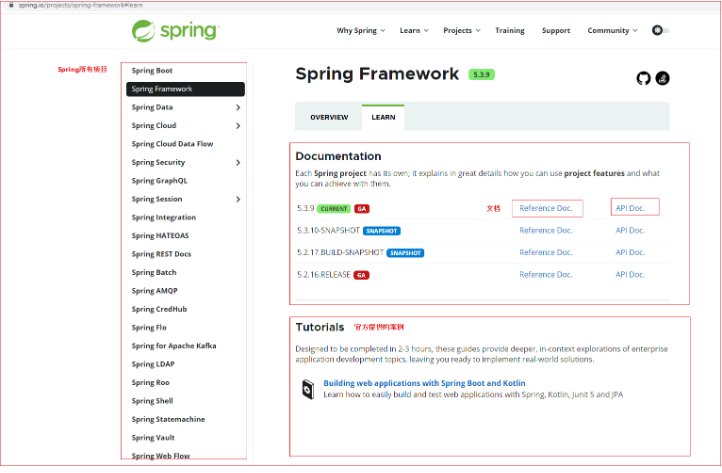 spring.io/projects/spring-framework#learn
spring
Why Spring
Learn
Projects
Training
Support
Community
Spring所有项目
Spring Boot
Spring Framework
Spring Data
Spring Cloud
Spring Cloud Data Flow
Spring Security
Spring GraphQL
Spring Session
Spring Integration
Spring HATEOAS
Spring REST Docs
Spring Batch
Spring AMQP
Spring CredHub
Spring Flo
Spring for Apache Kafka
Spring LDAP
Spring Roo
Spring Shell
Spring Statemachine
Spring Vault
Spring Web Flow
Spring Framework 5.3.9
OVERVIEW LEARN
Documentation
Each Spring project has its own; it explains in great details how you can use project features and what
you can achieve with them.
5.3.9 CURRENT GA 文档 Reference Doc. API Doc.
5.3.10-SNAPSHOT SNAPSHOT Reference Doc. API Doc.
5.2.17.BUILD-SNAPSHOT SNAPSHOT Reference Doc. API Doc.
5.2.16.RELEASE GA Reference Doc. API Doc.
Tutorials 官方提供的案例
Designed to be completed in 2-3 hours, these guides provide deeper, in-context explorations of enterprise
application development topics, leaving you ready to implement real-world solutions.
Building web applications with Spring Boot and Kotlin
Learn how to easily build and test web applications with Spring, Kotlin, Junit 5 and JPA